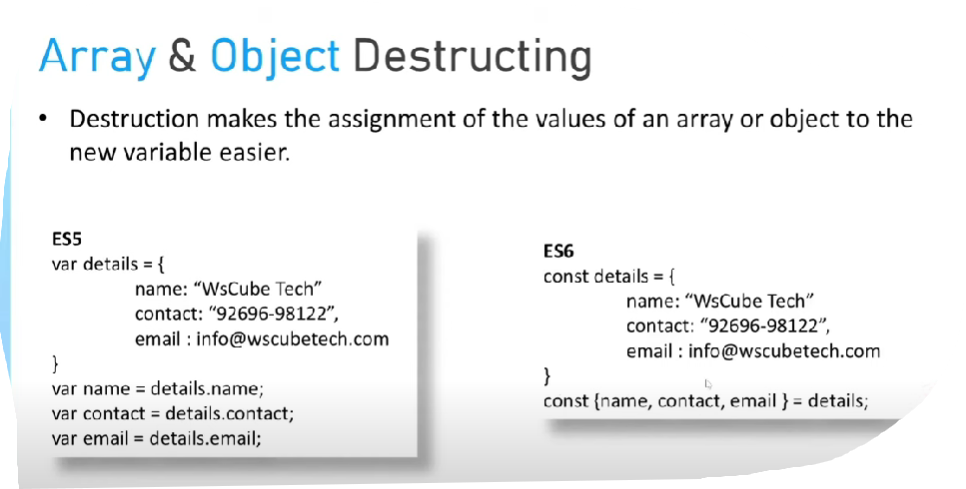 Array & Object Destructing
• Destruction makes the assignment of the values of an array or object to the
new variable easier.
ES5
var details = {
name: “WsCube Tech”
contact: “92696-98122”,
email : info@wscubetech.com
}
var name = details.name;
var contact = details.contact;
var email = details.email;
ES6
const details = {
name: “WsCube Tech”
contact: “92696-98122”,
email : info@wscubetech.com
}
const {name, contact, email } = details;